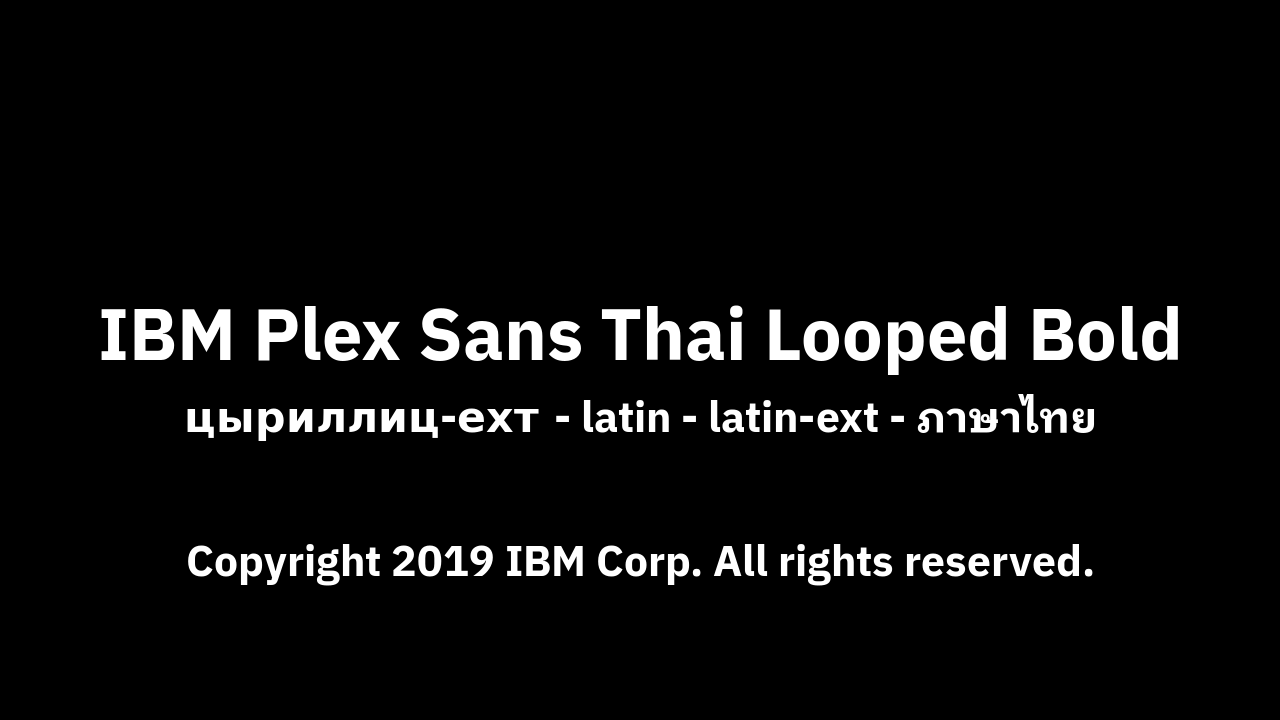 IBM Plex Sans Thai Looped Bold
цыриллиц-ехт - latin - latin-ext - ภาษาไทย
Copyright 2019 IBM Corp. All rights reserved.